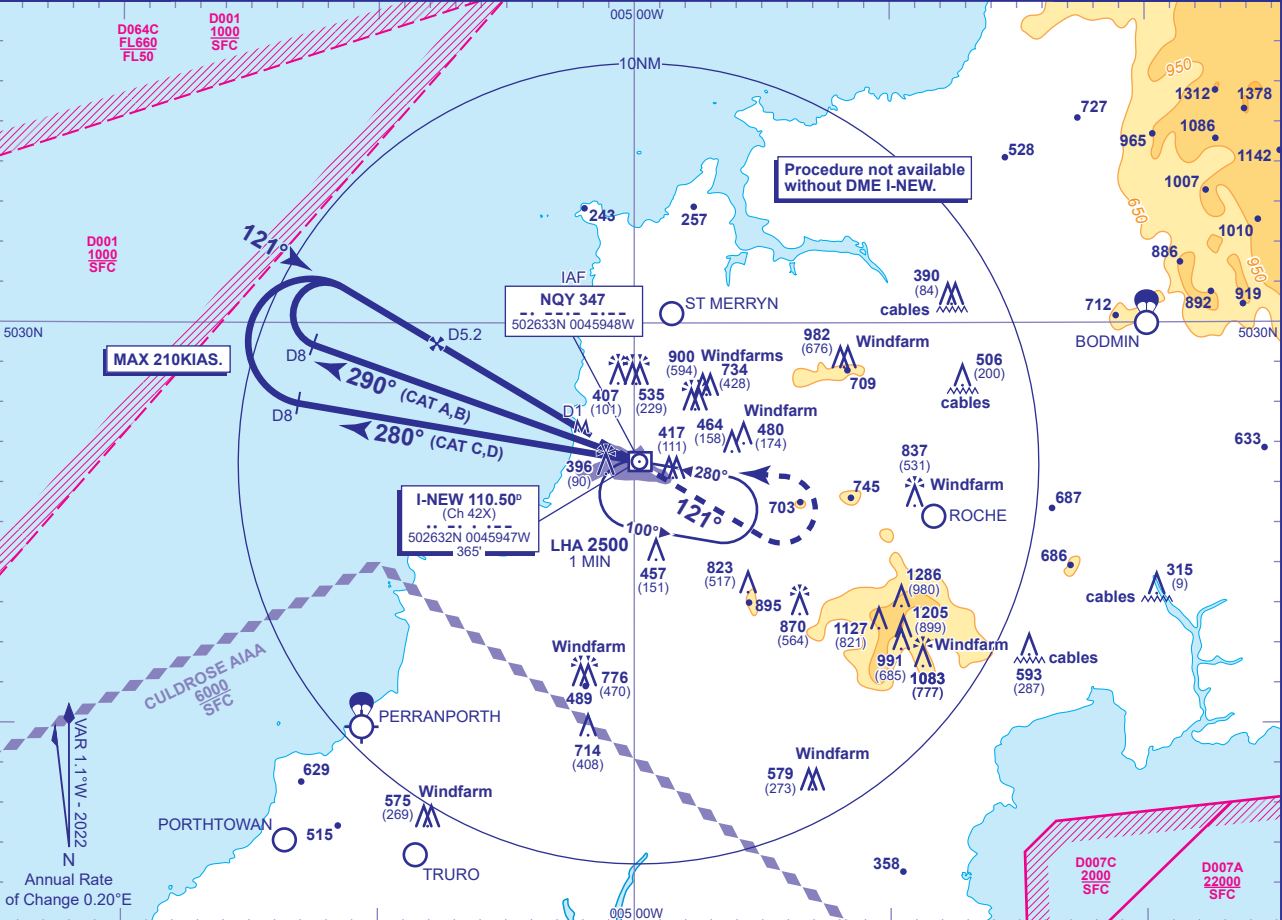 005 00W
D064C
FL660
FL50
D001
1000
SFC
10NM
950
1312
1378
727
1086
965
1142
528
Procedure not available
without DME I-NEW.
1007
650
243
257
1010
121°
D001
1000
SFC
886
950
IAF
390
(84)
cables
NQY 347
502633N 0045948W
ST MERRYN
712
892
919
5030N
D5.2
982
(676)
Windfarm
BODMIN
5030N
MAX 210KIAS.
D8
900
(594)
Windfarms
734
(428)
506
(200)
cables
709
290° (CAT A,B)
407
(101)
535
(229)
D8
D1
Windfarm
464
(158)
480
(174)
280° (CAT C,D)
417
(111)
633
837
(531)
Windfarm
396
(90)
280°
745
687
I-NEW 110.50D
(Ch 42X)
502632N 0045947W
365'
703
121°
ROCHE
100°
LHA 2500
1 MIN
457
(151)
686
823
(517)
895
1286
(980)
315
(9)
cables
870
(564)
1205
(899)
1127
(821)
Windfarm
991
(685)
1083
(777)
cables
593
(287)
CULDROSE AIAA
6000
SFC
Windfarm
776
(470)
489
PERRANPORTH
714
(408)
VAR 1.1°W - 2022
629
Windfarm
579
(273)
575
(269)
Windfarm
PORTHTOWAN
515
N
Annual Rate
of Change 0.20°E
TRURO
358
D007C
2000
SFC
D007A
22000
SFC
005 00W